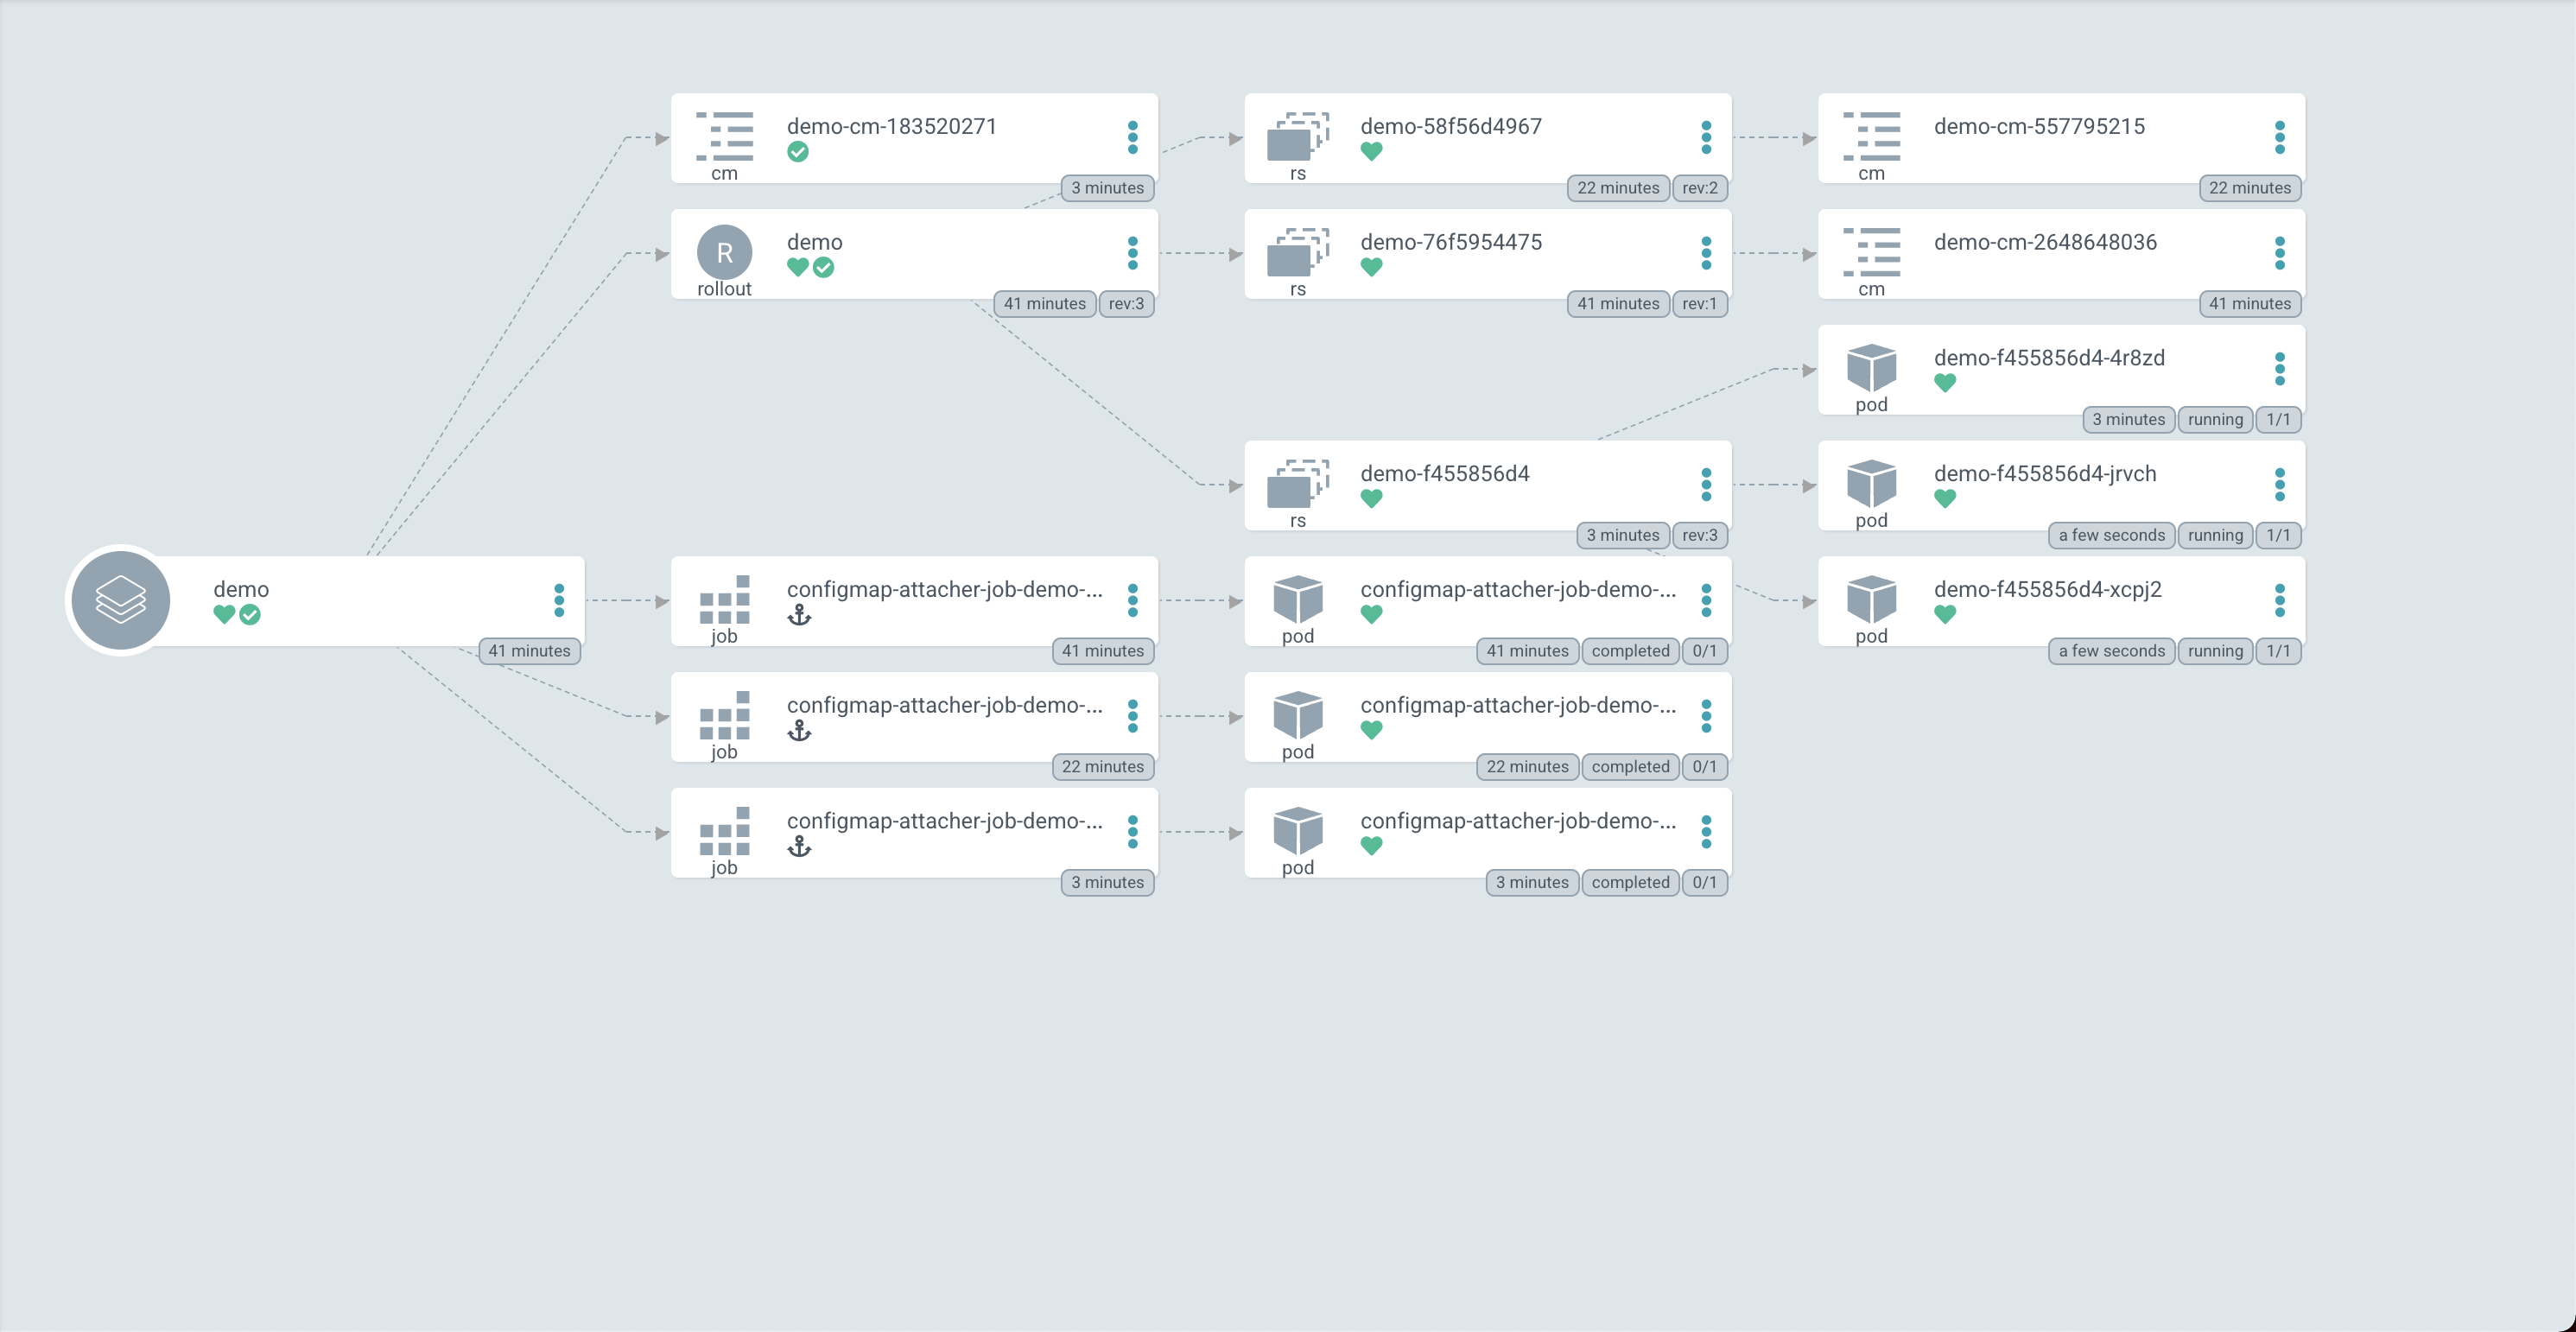 demo-cm-183520271
cm
3 minutes
demo-58f56d4967
rs
22 minutes rev:2
demo-cm-557795215
cm
22 minutes
R
demo
rollout
41 minutes rev:3
demo-76f5954475
rs
41 minutes rev:1
demo-cm-2648648036
cm
41 minutes
demo-f455856d4-4r8zd
pod
3 minutes running 1/1
demo-f455856d4
rs
3 minutes rev:3
demo-f455856d4-jrvch
pod
a few seconds running 1/1
demo
41 minutes
configmap-attacher-job-demo-...
job
41 minutes
configmap-attacher-job-demo-...
pod
41 minutes completed 0/1
demo-f455856d4-xcpj2
pod
a few seconds running 1/1
configmap-attacher-job-demo-...
job
22 minutes
configmap-attacher-job-demo-...
pod
22 minutes completed 0/1
configmap-attacher-job-demo-...
job
3 minutes
configmap-attacher-job-demo-...
pod
3 minutes completed 0/1